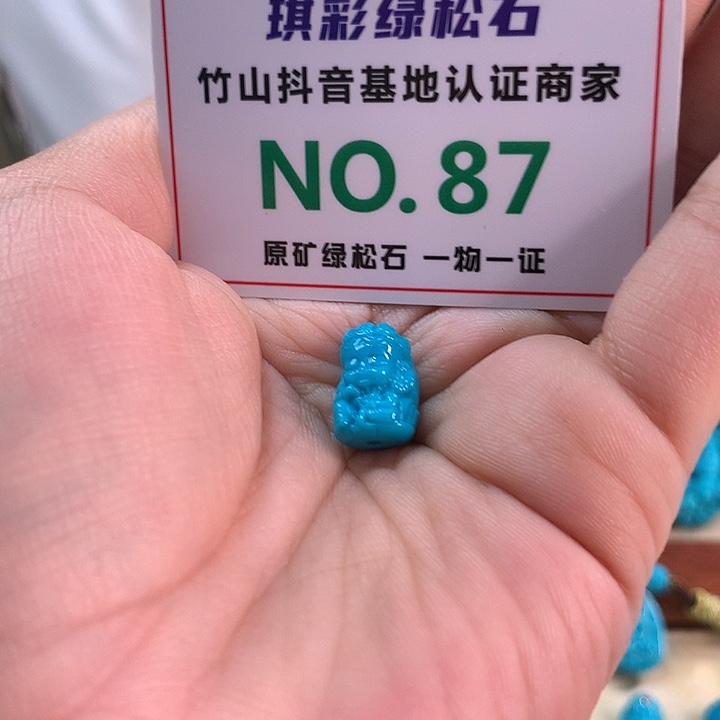 琪彩绿松石
竹山抖音基地认证商家
NO.87
原矿绿松石 一物一证